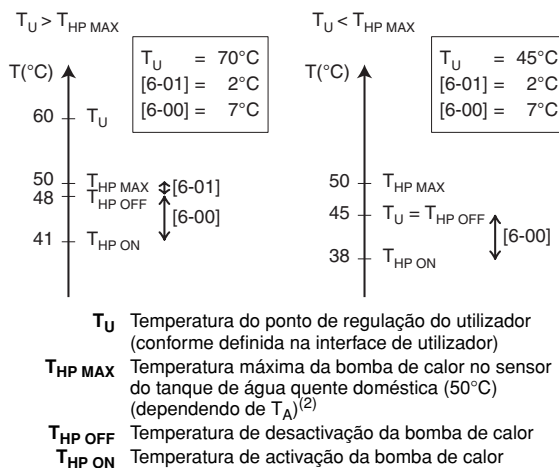 T_U > T_HP MAX
T(°C)
T_U = 70°C
[6-01] = 2°C
[6-00] = 7°C
60 T_U
50 T_HP MAX [6-01]
48 T_HP OFF
[6-00]
41 T_HP ON
T_U < T_HP MAX
T(°C)
T_U = 45°C
[6-01] = 2°C
[6-00] = 7°C
50 T_HP MAX
45 T_U = T_HP OFF
[6-00]
38 T_HP ON
T_U Temperatura do ponto de regulação do utilizador
(conforme definida na interface de utilizador)
T_HP MAX Temperatura máxima da bomba de calor no sensor
do tanque de água quente doméstica (50°C)
(dependendo de T_A)(2)
T_HP OFF Temperatura de desactivação da bomba de calor
T_HP ON Temperatura de activação da bomba de calor